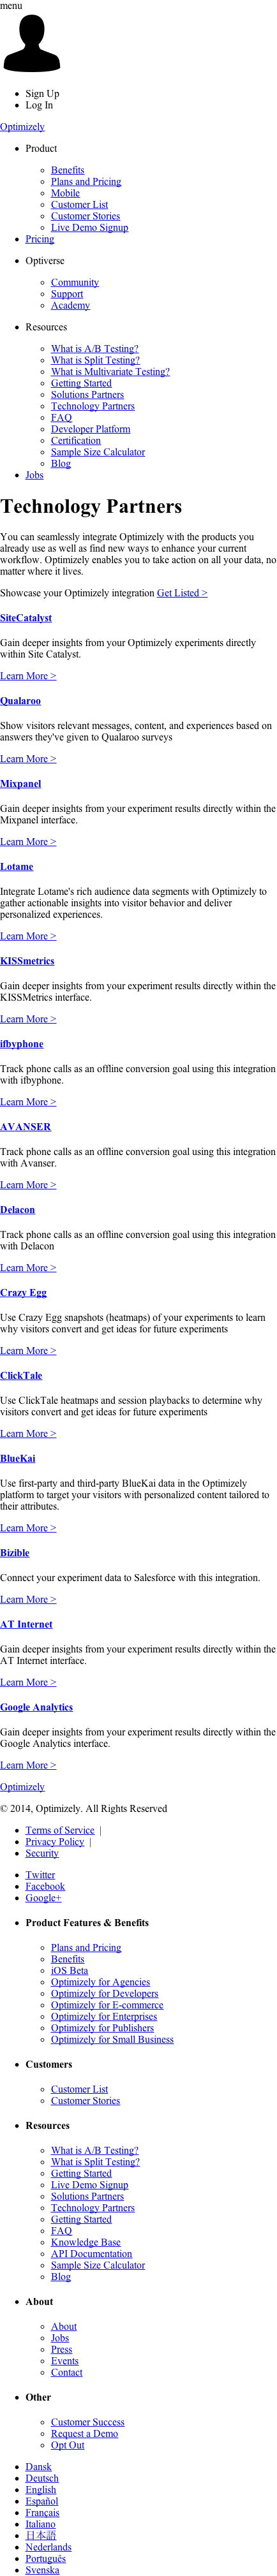 menu
Sign Up
Log In
Optimizely
Product
Benefits
Plans and Pricing
Mobile
Customer List
Customer Stories
Live Demo Signup
Pricing
Optiverse
Community
Support
Academy
Resources
What is A/B Testing?
What is Split Testing?
What is Multivariate Testing?
Getting Started
Solutions Partners
Technology Partners
FAQ
Developer Platform
Certification
Sample Size Calculator
Blog
Jobs
Technology Partners
You can seamlessly integrate Optimizely with the products you
already use as well as find new ways to enhance your current
workflow. Optimizely enables you to take action on all your data, no
matter where it lives.
Showcase your Optimizely integration Get Listed >
SiteCatalyst
Gain deeper insights from your Optimizely experiments directly
within Site Catalyst.
Learn More >
Qualaroo
Show visitors relevant messages, content, and experiences based on
answers they've given to Qualaroo surveys
Learn More >
Mixpanel
Gain deeper insights from your experiment results directly within the
Mixpanel interface.
Learn More >
Lotame
Integrate Lotame's rich audience data segments with Optimizely to
gather actionable insights into visitor behavior and deliver
personalized experiences.
Learn More >
KISSmetrics
Gain deeper insights from your experiment results directly within the
KISSMetrics interface.
Learn More >
ifbyphone
Track phone calls as an offline conversion goal using this integration
with ifbyphone.
Learn More >
AVANSER
Track phone calls as an offline conversion goal using this integration
with Avanser.
Learn More >
Delacon
Track phone calls as an offline conversion goal using this integration
with Delacon
Learn More >
Crazy Egg
Use Crazy Egg snapshots (heatmaps) of your experiments to learn
why visitors convert and get ideas for future experiments
Learn More >
ClickTale
Use ClickTale heatmaps and session playbacks to determine why
visitors convert and get ideas for future experiments
Learn More >
BlueKai
Use first-party and third-party BlueKai data in the Optimizely
platform to target your visitors with personalized content tailored to
their attributes.
Learn More >
Bizible
Connect your experiment data to Salesforce with this integration.
Learn More >
AT Internet
Gain deeper insights from your experiment results directly within the
AT Internet interface.
Learn More >
Google Analytics
Gain deeper insights from your experiment results directly within the
Google Analytics interface.
Learn More >
Optimizely
© 2014, Optimizely. All Rights Reserved
Terms of Service |
Privacy Policy |
Security
Twitter
Facebook
Google+
Product Features & Benefits
Plans and Pricing
Benefits
iOS Beta
Optimizely for Agencies
Optimizely for Developers
Optimizely for E-commerce
Optimizely for Enterprises
Optimizely for Publishers
Optimizely for Small Business
Customers
Customer List
Customer Stories
Resources
What is A/B Testing?
What is Split Testing?
Getting Started
Live Demo Signup
Solutions Partners
Technology Partners
Getting Started
FAQ
Knowledge Base
API Documentation
Sample Size Calculator
Blog
About
About
Jobs
Press
Events
Contact
Other
Customer Success
Request a Demo
Opt Out
Dansk
Deutsch
English
Español
Français
Italiano
日本語
Nederlands
Português
Svenska